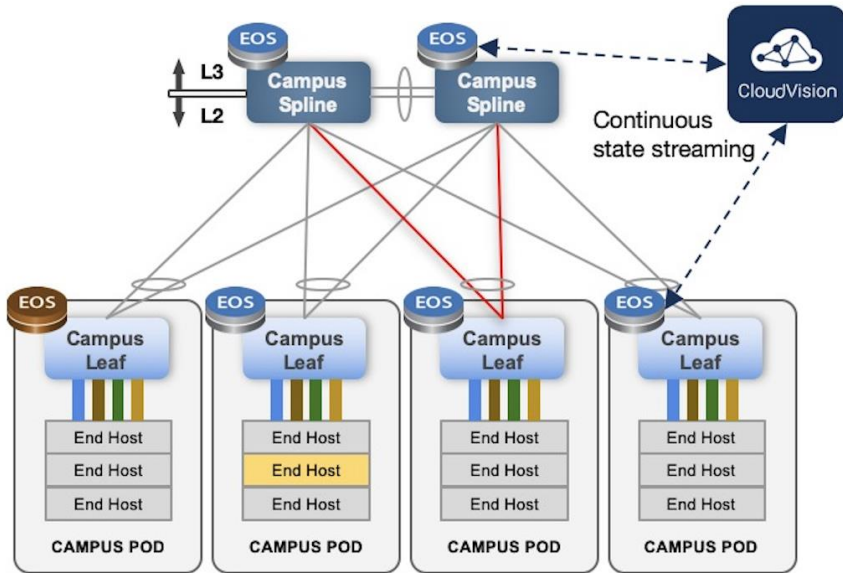 EOS
EOS
CloudVision
L3
L2
Campus
Spline
Campus
Spline
Continuous
state streaming
EOS
EOS
EOS
EOS
Campus
Leaf
Campus
Leaf
Campus
Leaf
Campus
Leaf
End Host
End Host
End Host
End Host
End Host
End Host
End Host
End Host
End Host
End Host
End Host
End Host
CAMPUS POD
CAMPUS POD
CAMPUS POD
CAMPUS POD